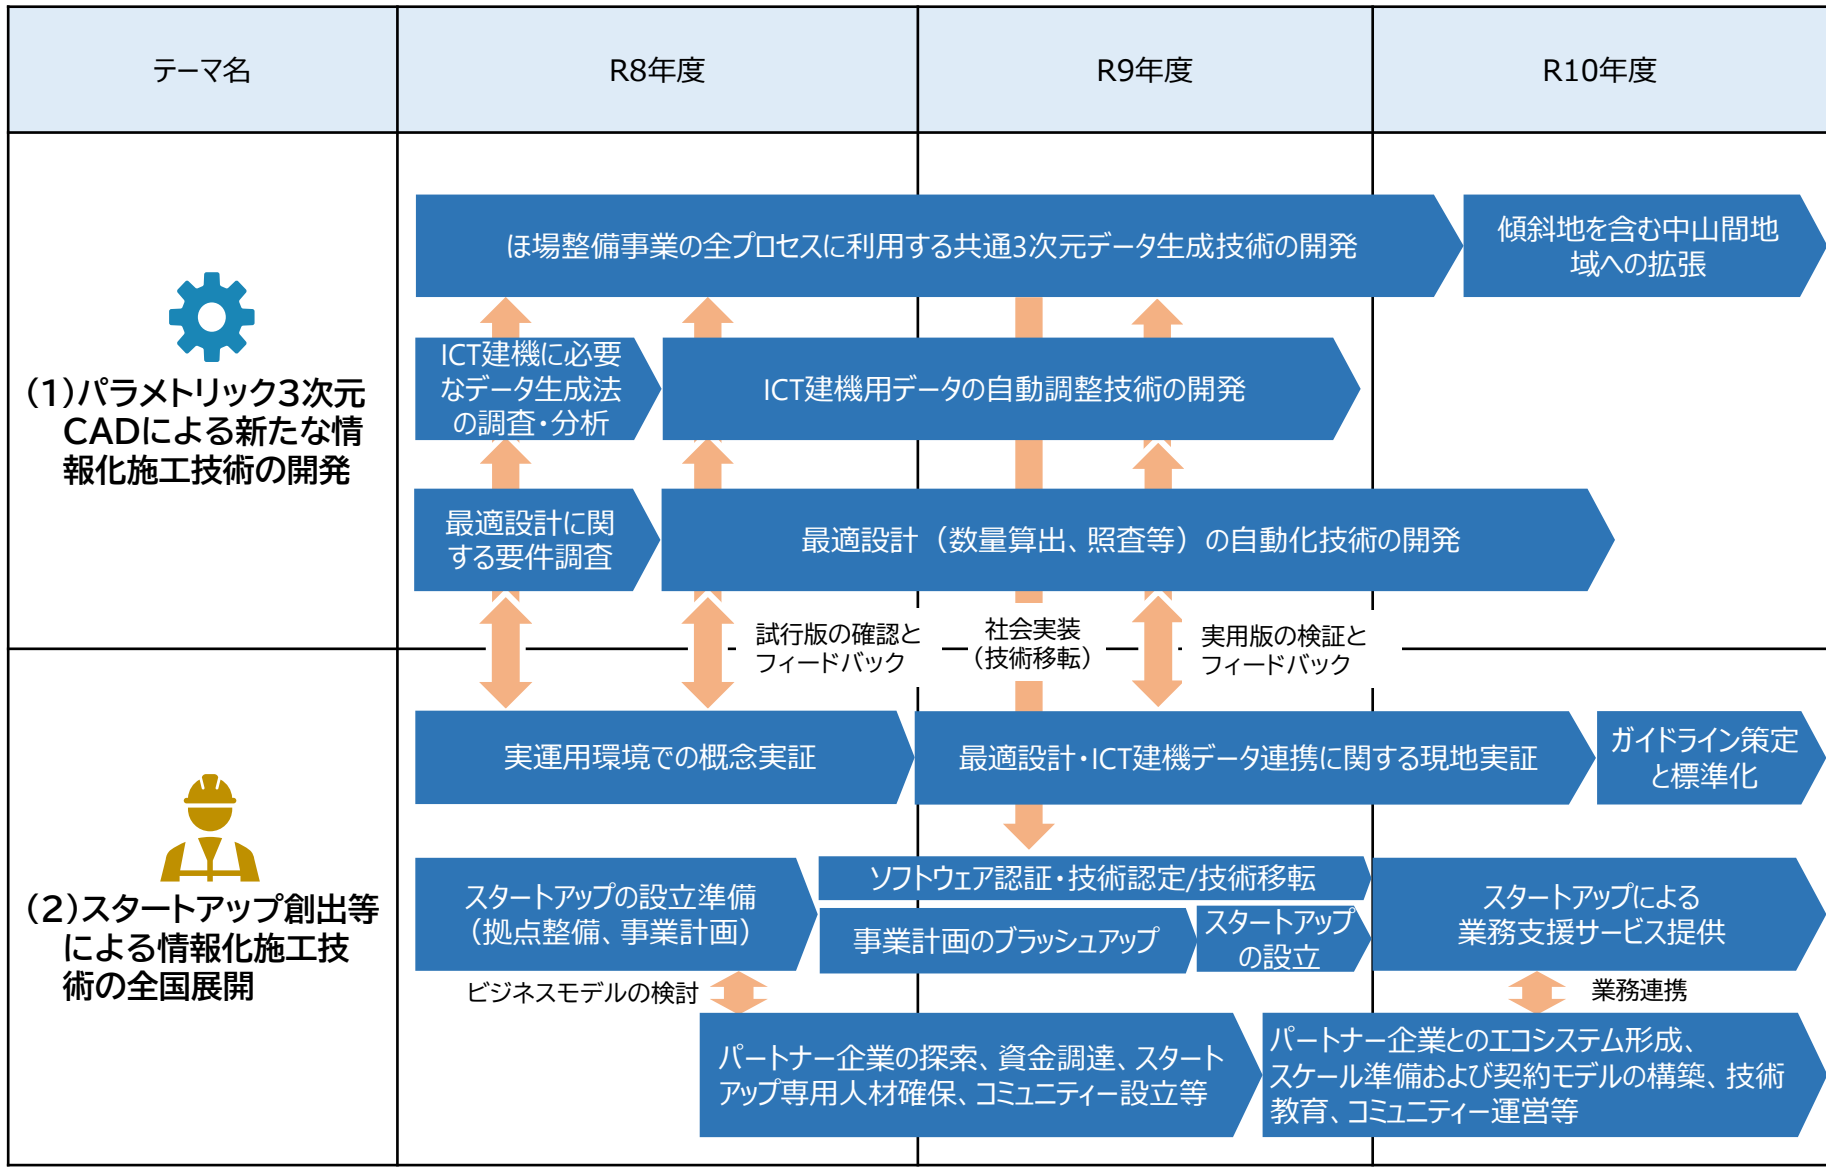 テーマ名
R8年度
R9年度
R10年度
(1)パラメトリック3次元
CADによる新たな情
報化施工技術の開発
ほ場整備事業の全プロセスに利用する共通3次元データ生成技術の開発
傾斜地を含む中山間地
域への拡張
ICT建機に必要
なデータ生成法
の調査・分析
ICT建機用データの自動調整技術の開発
最適設計に関
する要件調査
最適設計（数量算出、照査等）の自動化技術の開発
試行版の確認と
フィードバック
社会実装
（技術移転）
実用版の検証と
フィードバック
(2)スタートアップ創出等
による情報化施工技
術の全国展開
実運用環境での概念実証
最適設計・ICT建機データ連携に関する現地実証
ガイドライン策定
と標準化
スタートアップの設立準備
（拠点整備、事業計画）
ソフトウェア認証・技術認定/技術移転
事業計画のブラッシュアップ
スタートアップ
の設立
スタートアップによる
業務支援サービス提供
ビジネスモデルの検討
業務連携
パートナー企業の探索、資金調達、スタート
アップ専用人材確保、コミュニティー設立等
パートナー企業とのエコシステム形成、
スケール準備および契約モデルの構築、技術
教育、コミュニティー運営等